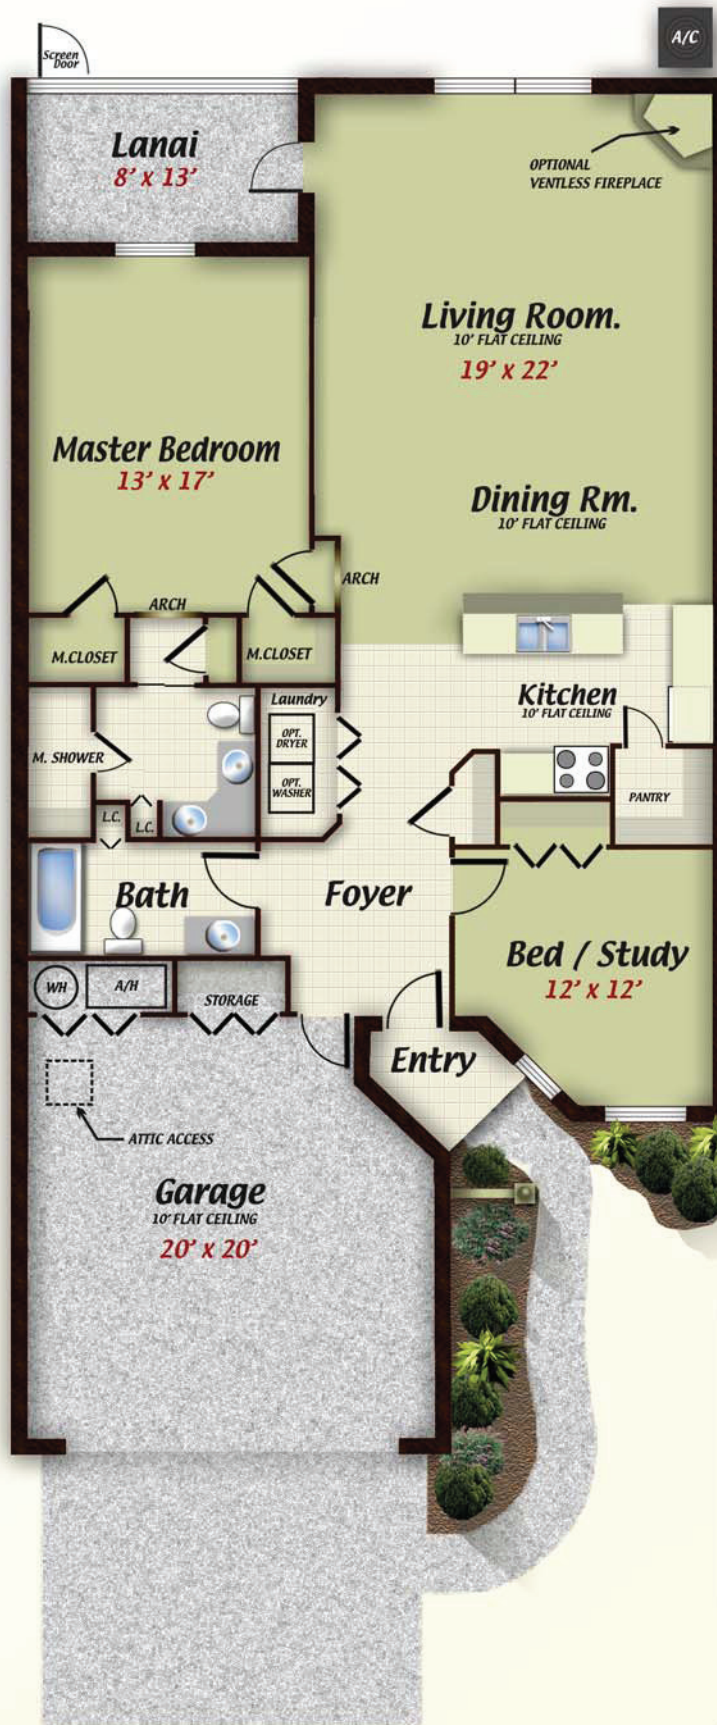 A/C
Screen
Door
Lanai
8' x 13'
OPTIONAL
VENTLESS FIREPLACE
Living Room.
10' FLAT CEILING
19' x 22'
Master Bedroom
13' x 17'
Dining Rm.
10' FLAT CEILING
ARCH
ARCH
M.CLOSET
M.CLOSET
Kitchen
10' FLAT CEILING
Laundry
OPT.
DRYER
M. SHOWER
OPT.
WASHER
PANTRY
L.C.
L.C.
Bath
Foyer
Bed / Study
12' x 12'
WH
A/H
STORAGE
Entry
ATTIC ACCESS
Garage
10' FLAT CEILING
20' x 20'